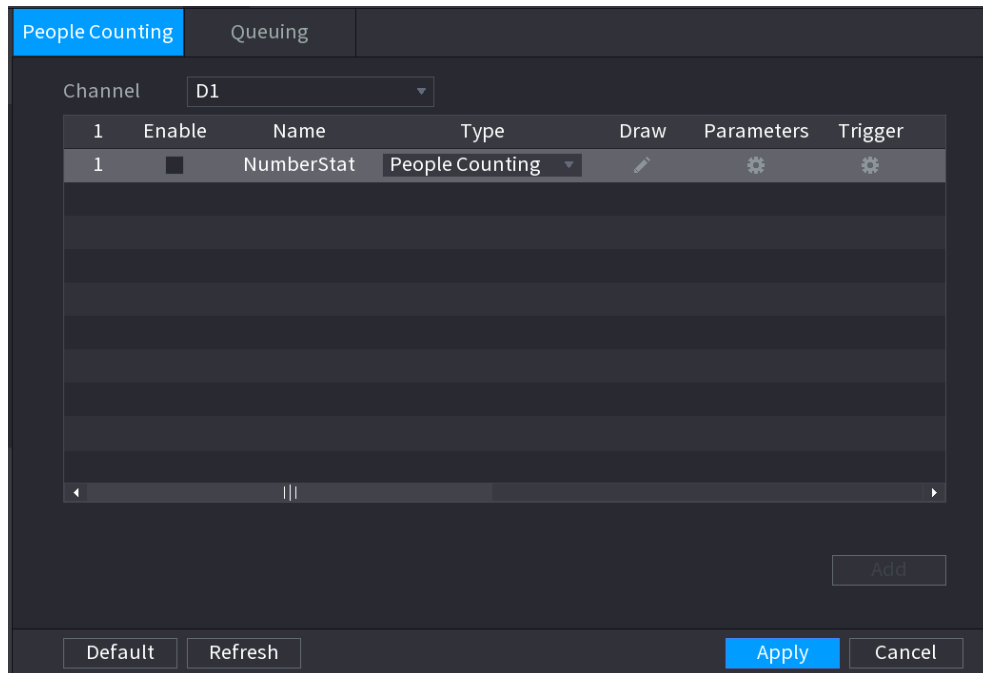 People Counting Queuing
Channel D1
1 Enable Name Type Draw Parameters Trigger
1 NumberStat People Counting
Add
Default Refresh Apply Cancel